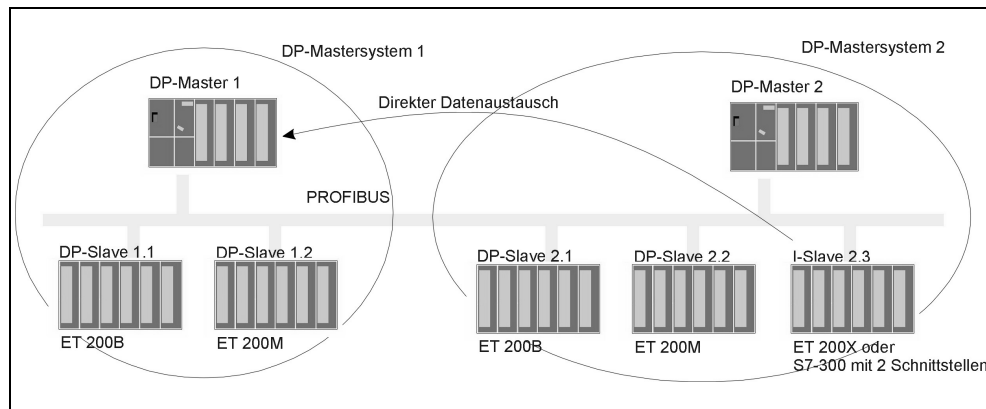 DP-Mastersystem 1
DP-Mastersystem 2
DP-Master 1
DP-Master 2
Direkter Datenaustausch
PROFIBUS
DP-Slave 1.1
DP-Slave 1.2
DP-Slave 2.1
DP-Slave 2.2
I-Slave 2.3
ET 200B
ET 200M
ET 200B
ET 200M
ET 200X oder
S7-300 mit 2 Schnittstellen